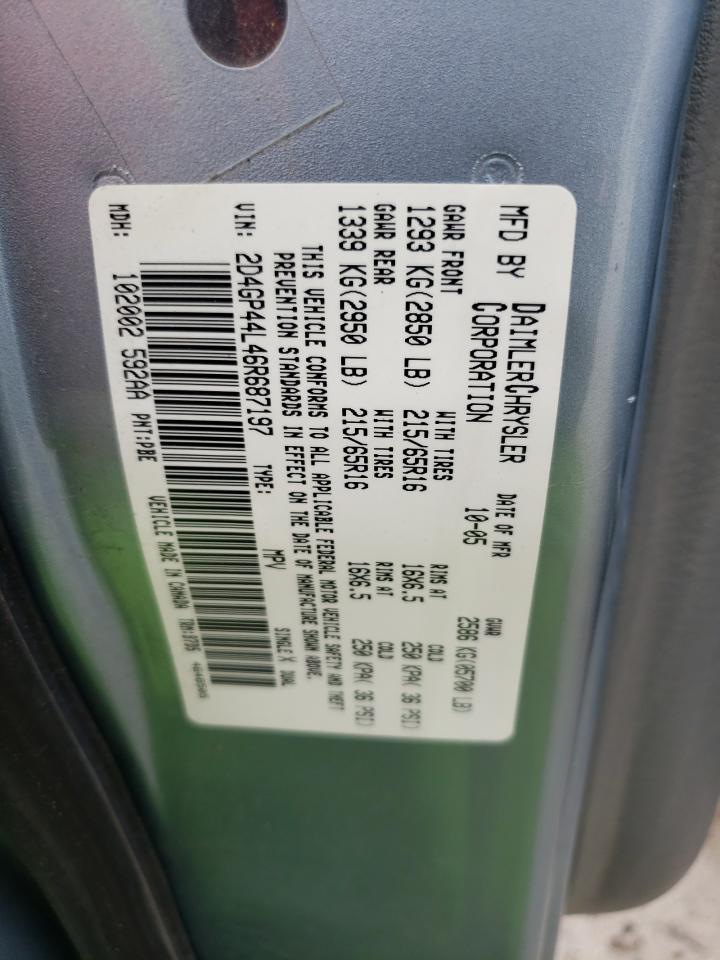 MFD BY DAIMLERCHRYSLER CORPORATION DATE OF MFR 10-05 GVWR 2586 KG(05700 LB)
GAWR FRONT WITH TIRES RIMS AT COLD
1293 KG(2850 LB) 215/65R16 16X6.5 250 KPA( 36 PSI)
GAWR REAR WITH TIRES RIMS AT COLD
1339 KG(2950 LB) 215/65R16 16X6.5 250 KPA( 36 PSI)
THIS VEHICLE CONFORMS TO ALL APPLICABLE FEDERAL MOTOR VEHICLE SAFETY AND THEFT
PREVENTION STANDARDS IN EFFECT ON THE DATE OF MANUFACTURE SHOWN ABOVE.
VIN: 2D4GP44L46R687197 TYPE: MPV SINGLE X DUAL
MDH: 102002 592AA PNT:PBE VEHICLE MADE IN CANADA